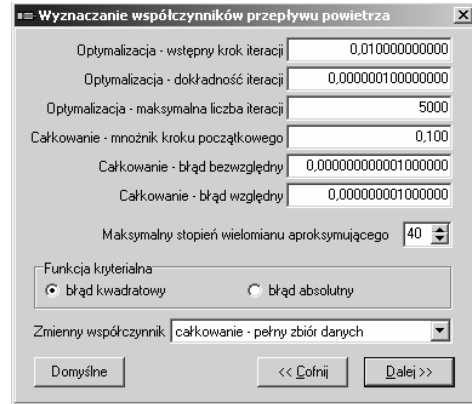 Wyznaczanie współczynników przepływu powietrza
Optymalizacja - wstępny krok iteracji 0,010000000000
Optymalizacja - dokładność iteracji 0,000000100000000
Optymalizacja - maksymalna liczba iteracji 5000
Całkowanie - mnożnik kroku początkowego 0,100
Całkowanie - błąd bezwzględny 0,000000000001000000
Całkowanie - błąd względny 0,000000001000000
Maksymalny stopień wielomianu aproksymującego 40
Funkcja kryterialna
błąd kwadratowy błąd absolutny
Zmienny współczynnik całkowanie - pełny zbiór danych
Domyślne << Cofnij Dalej >>